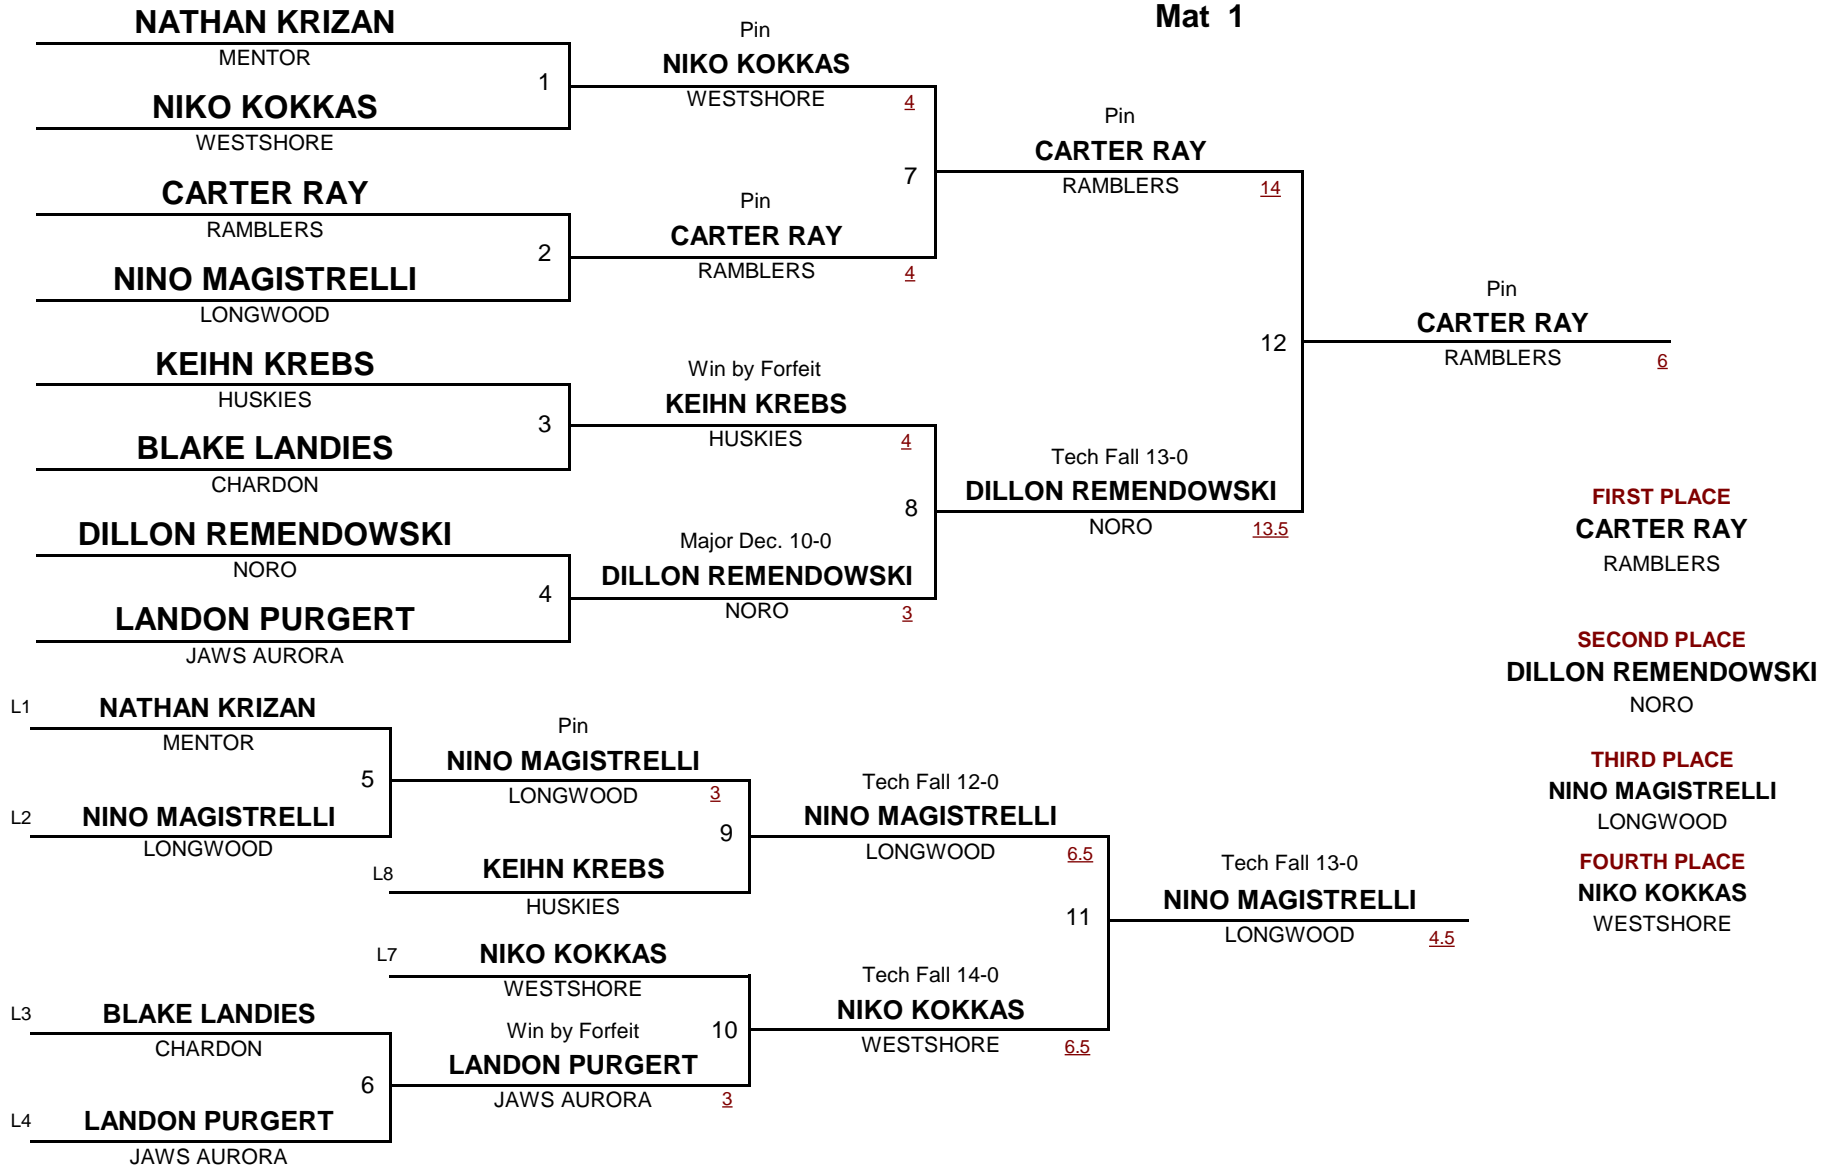 Mat 1
NATHAN KRIZAN
MENTOR
1
NIKO KOKKAS
WESTSHORE
CARTER RAY
RAMBLERS
2
NINO MAGISTRELLI
LONGWOOD
KEIHN KREBS
HUSKIES
3
BLAKE LANDIES
CHARDON
DILLON REMENDOWSKI
NORO
4
LANDON PURGERT
JAWS AURORA
Pin
NIKO KOKKAS
WESTSHORE 4
7
Pin
CARTER RAY
RAMBLERS 4
Win by Forfeit
KEIHN KREBS
HUSKIES 4
8
Major Dec. 10-0
DILLON REMENDOWSKI
NORO 3
Pin
CARTER RAY
RAMBLERS 14
12
Tech Fall 13-0
DILLON REMENDOWSKI
NORO 13.5
Pin
CARTER RAY
RAMBLERS 6
FIRST PLACE
CARTER RAY
RAMBLERS
SECOND PLACE
DILLON REMENDOWSKI
NORO
THIRD PLACE
NINO MAGISTRELLI
LONGWOOD
FOURTH PLACE
NIKO KOKKAS
WESTSHORE
L1 NATHAN KRIZAN
MENTOR
5
L2 NINO MAGISTRELLI
LONGWOOD
L3 BLAKE LANDIES
CHARDON
6
L4 LANDON PURGERT
JAWS AURORA
Pin
NINO MAGISTRELLI
LONGWOOD 3
9
L8 KEIHN KREBS
HUSKIES
L7 NIKO KOKKAS
WESTSHORE
Win by Forfeit 10
LANDON PURGERT
JAWS AURORA 3
Tech Fall 12-0
NINO MAGISTRELLI
LONGWOOD 6.5
11
Tech Fall 14-0
NIKO KOKKAS
WESTSHORE 6.5
Tech Fall 13-0
NINO MAGISTRELLI
LONGWOOD 4.5